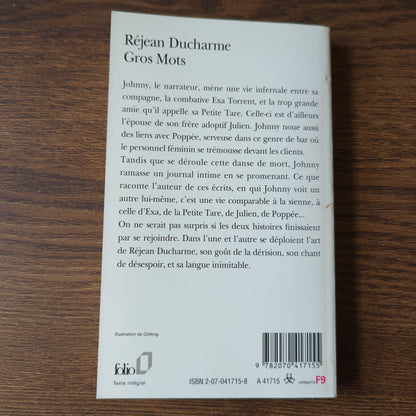 Réjean Ducharme
Gros Mots
Johnny, le narrateur, mène une vie infernale entre sa
compagne, la combative Exa Torrent, et la trop grande
amie qu'il appelle sa Petite Tare. Celle-ci est d'ailleurs
l'épouse de son frère adoptif Julien. Johnny noue aussi
des liens avec Poppée, serveuse dans ce genre de bar où
le personnel féminin se trémousse devant les clients.
Tandis que se déroule cette danse de mort, Johnny
ramasse un journal intime en se promenant. Ce que
raconte l'auteur de ces écrits, en qui Johnny voit un
autre lui-même, c'est une vie comparable à la sienne, à
celle d'Exa, de la Petite Tare, de Julien, de Poppée...
On ne serait pas surpris si les deux histoires finissaient
par se rejoindre. Dans l'une et l'autre se déploient l'art
de Réjean Ducharme, son goût de la dérision, son chant
de désespoir, et sa langue inimitable.
Illustration de Götting.
9 782070 417155
folio
Texte intégral
ISBN 2-07-041715-8 A 41715 catégorie F9